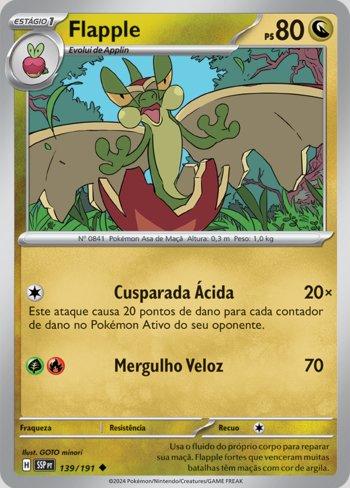 ESTÁGIO 1
Flapple
PS 80
Evolui de Applin
Nº 0841 Pokémon Asa de Maçã Altura: 0,3 m Peso: 1,0 kg
Cusparada Ácida 20×
Este ataque causa 20 pontos de dano para cada contador
de dano no Pokémon Ativo do seu oponente.
Mergulho Veloz 70
Fraqueza Resistência Recuo
Ilust. GOTO minori
H SSP PT 139/191
Usa o fluido do próprio corpo para reparar
sua maçã. Flapple fortes que venceram muitas
batalhas têm maçãs com cor de argento.
©2024 Pokémon/Nintendo/Creatures/GAME FREAK